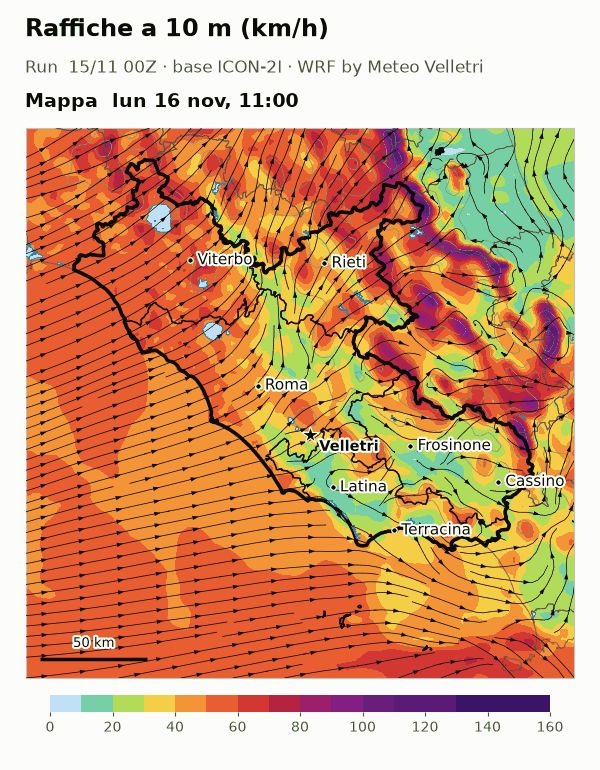 Raffiche a 10 m (km/h)
Run 15/11 00Z · base ICON-2I · WRF by Meteo Velletri
Mappa lun 16 nov, 11:00
Viterbo
Rieti
Roma
Velletri
Frosinone
Cassino
Latina
Terracina
50 km
0 20 40 60 80 100 120 140 160